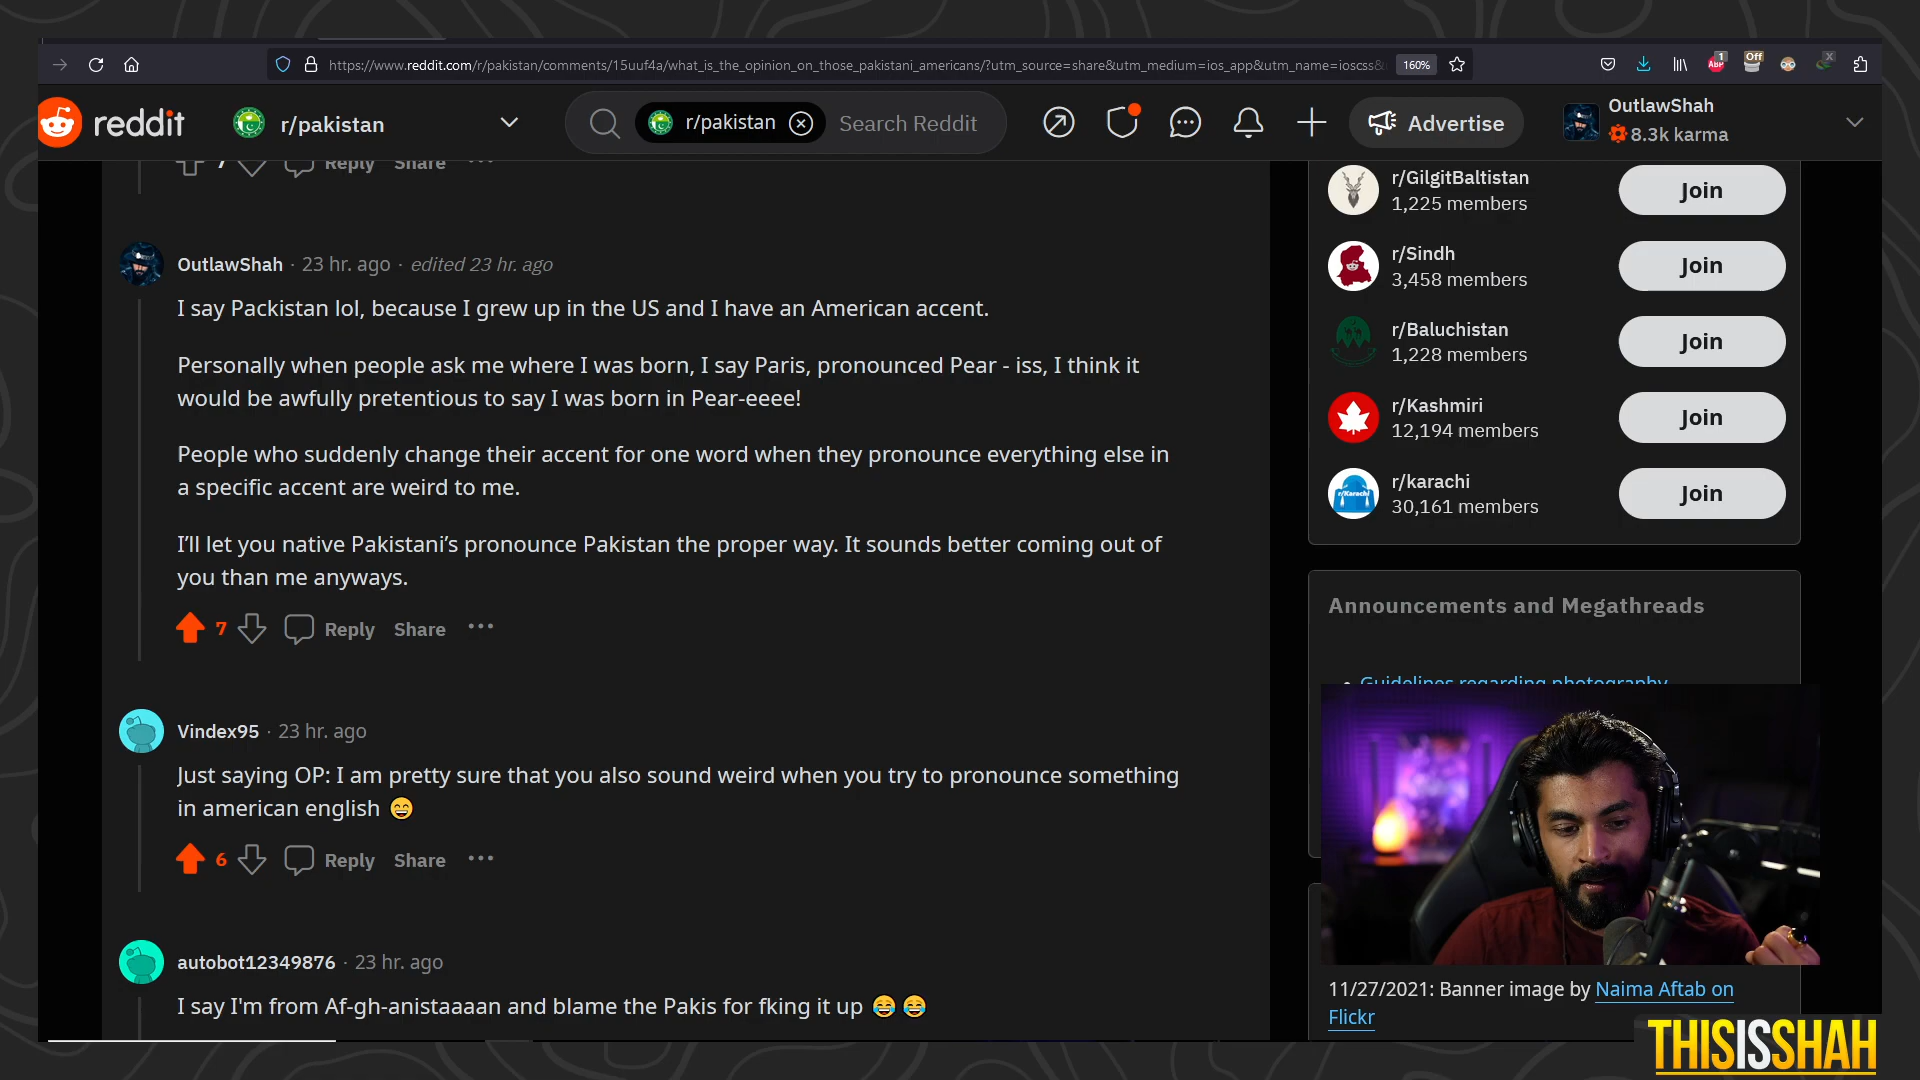 https://www.reddit.com/r/pakistan/comments/15uuf4a/what_is_the_opinion_on_those_pakistani_americans/?utm_source=share&utm_medium=ios_app&utm_name=ioscss&
160%
ABP
1
Off
X
reddit
r/pakistan
r/pakistan
Search Reddit
Advertise
OutlawShah
8.3k karma
7
Reply
Share
OutlawShah · 23 hr. ago · edited 23 hr. ago
I say Packistan lol, because I grew up in the US and I have an American accent.
Personally when people ask me where I was born, I say Paris, pronounced Pear - iss, I think it
would be awfully pretentious to say I was born in Pear-eeee!
People who suddenly change their accent for one word when they pronounce everything else in
a specific accent are weird to me.
I’ll let you native Pakistani’s pronounce Pakistan the proper way. It sounds better coming out of
you than me anyways.
7
Reply
Share
Vindex95 · 23 hr. ago
Just saying OP: I am pretty sure that you also sound weird when you try to pronounce something
in american english 😄
6
Reply
Share
autobot12349876 · 23 hr. ago
I say I'm from Af-gh-anistaaaan and blame the Pakis for fking it up 😂 😂
r/GilgitBaltistan
1,225 members
Join
r/Sindh
3,458 members
Join
r/Baluchistan
1,228 members
Join
r/Kashmiri
12,194 members
Join
r/Karachi
r/karachi
30,161 members
Join
Announcements and Megathreads
• Guidelines regarding photography
11/27/2021: Banner image by Naima Aftab on
Flickr
THISISSHAH